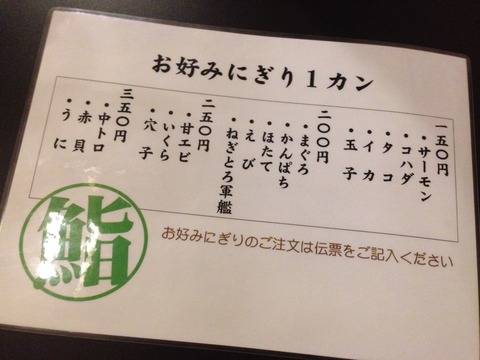 お好みにぎり1カン
一五〇円
・サーモン
・コハダ
・タコ
・イカ
・玉子
二〇〇円
・まぐろ
・かんぱち
・ほたて
・えび
・ねぎとろ軍艦
二五〇円
・甘エビ
・いくら
・穴子
三五〇円
・中トロ
・赤貝
・うに
鮨
お好みにぎりのご注文は伝票をご記入ください